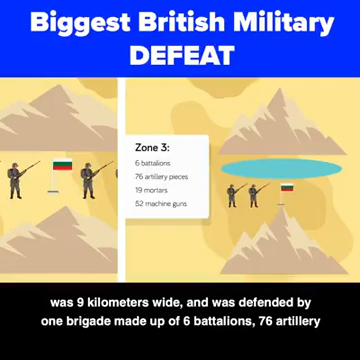 Biggest British Military
DEFEAT
Zone 3:
6 battalions
76 artillery pieces
19 mortars
52 machine guns
was 9 kilometers wide, and was defended by
one brigade made up of 6 battalions, 76 artillery